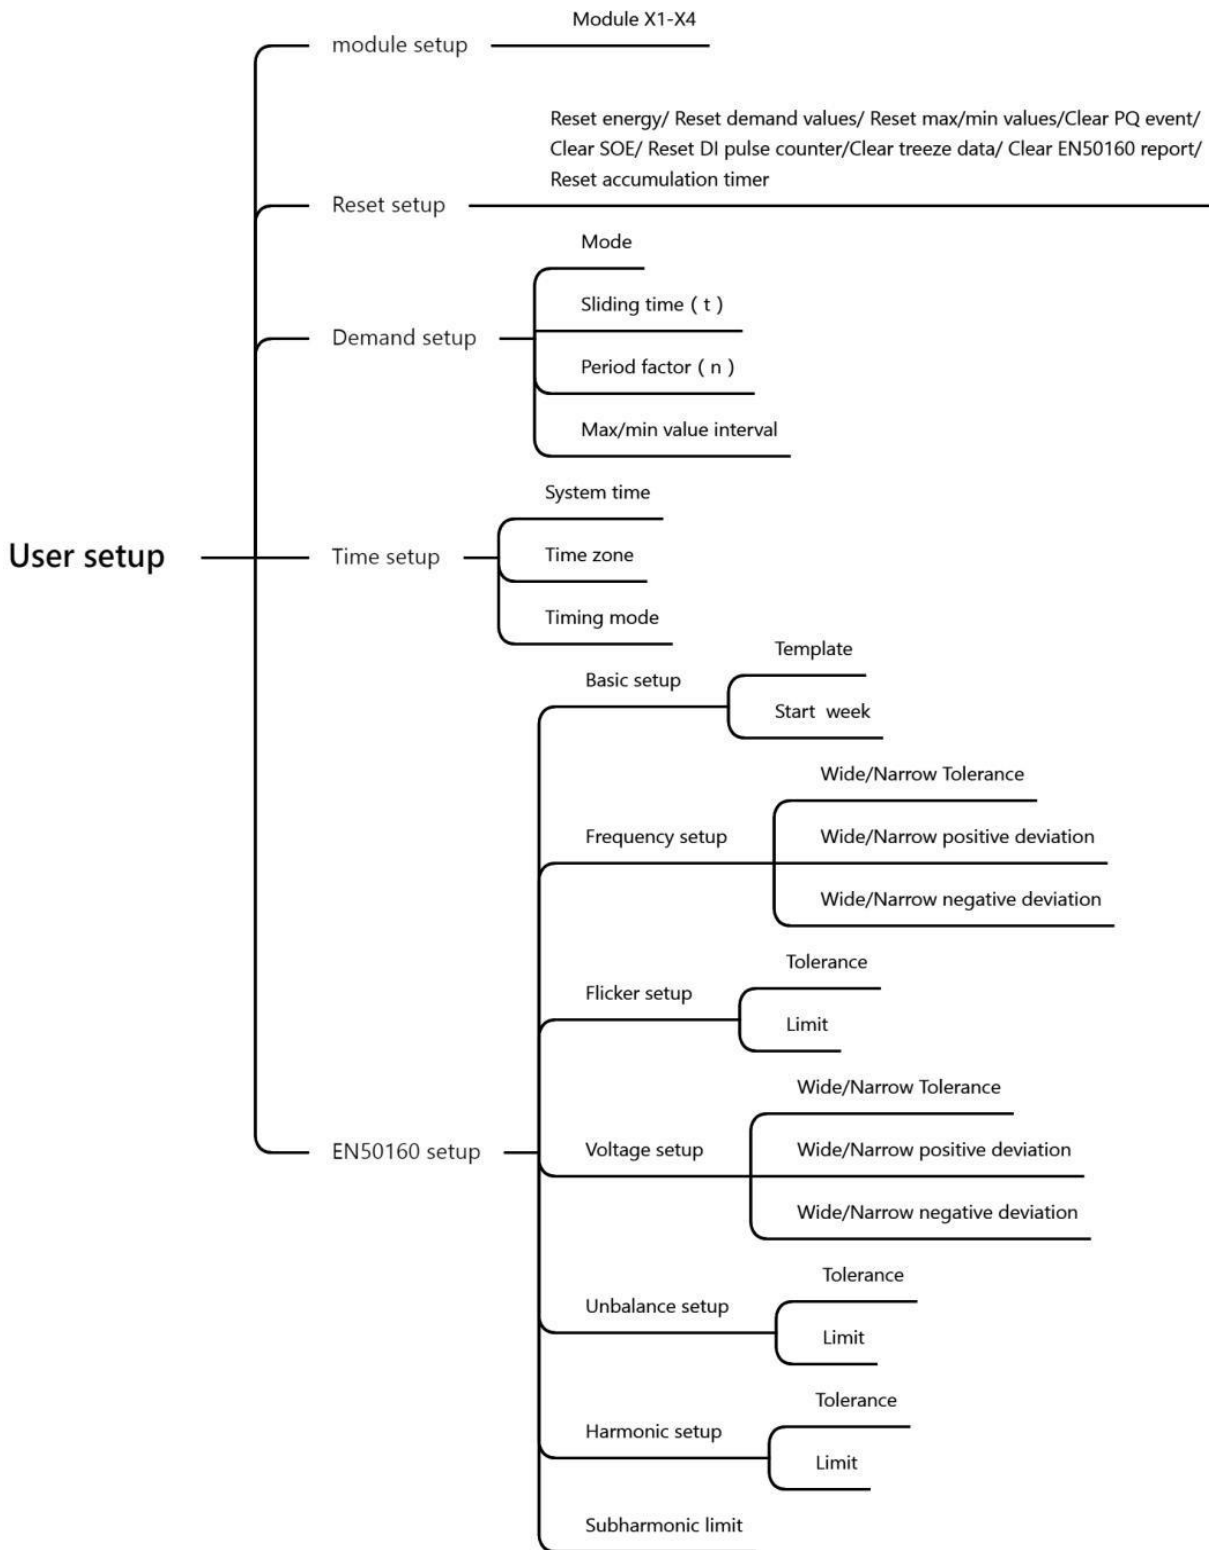 Module X1-X4
module setup
Reset energy/ Reset demand values/ Reset max/min values/Clear PQ event/
Clear SOE/ Reset DI pulse counter/Clear treeze data/ Clear EN50160 report/
Reset accumulation timer
Reset setup
Mode
Sliding time ( t )
Demand setup
Period factor ( n )
Max/min value interval
System time
User setup
Time setup
Time zone
Timing mode
Template
Basic setup
Start week
Wide/Narrow Tolerance
Frequency setup
Wide/Narrow positive deviation
Wide/Narrow negative deviation
Tolerance
Flicker setup
Limit
Wide/Narrow Tolerance
EN50160 setup
Voltage setup
Wide/Narrow positive deviation
Wide/Narrow negative deviation
Tolerance
Unbalance setup
Limit
Tolerance
Harmonic setup
Limit
Subharmonic limit